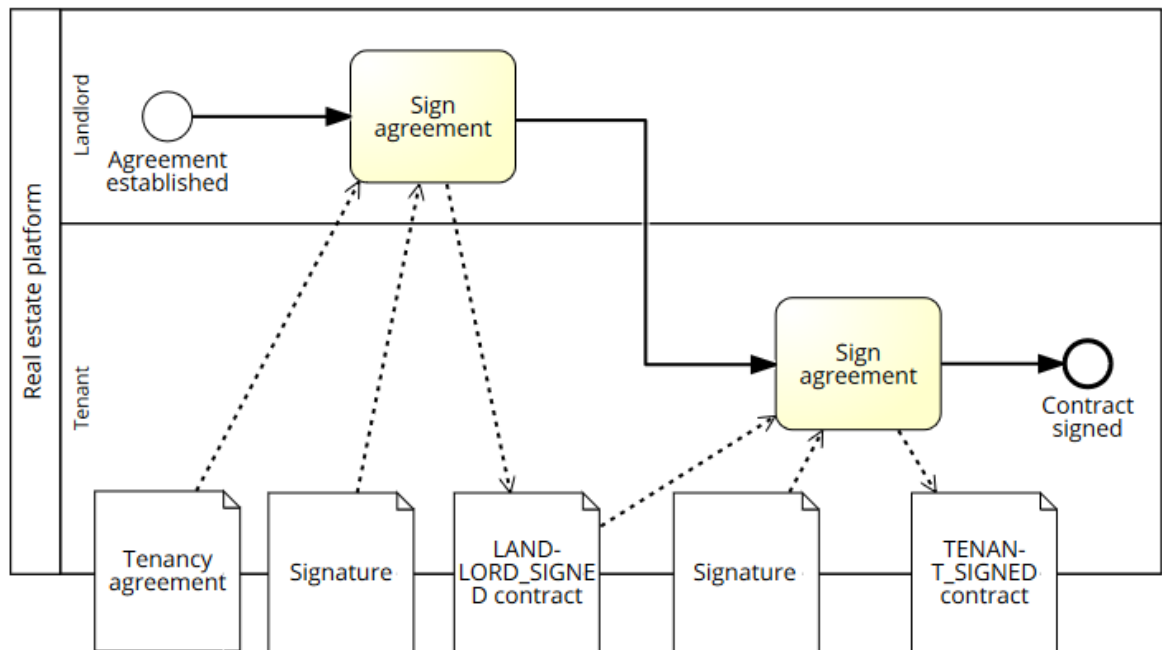 Real estate platform
Landlord
Agreement
established
Sign
agreement
Tenant
Sign
agreement
Contract
signed
Tenancy
agreement
Signature
LAND-
LORD_SIGNE
D contract
Signature
TENAN-
T_SIGNED
contract